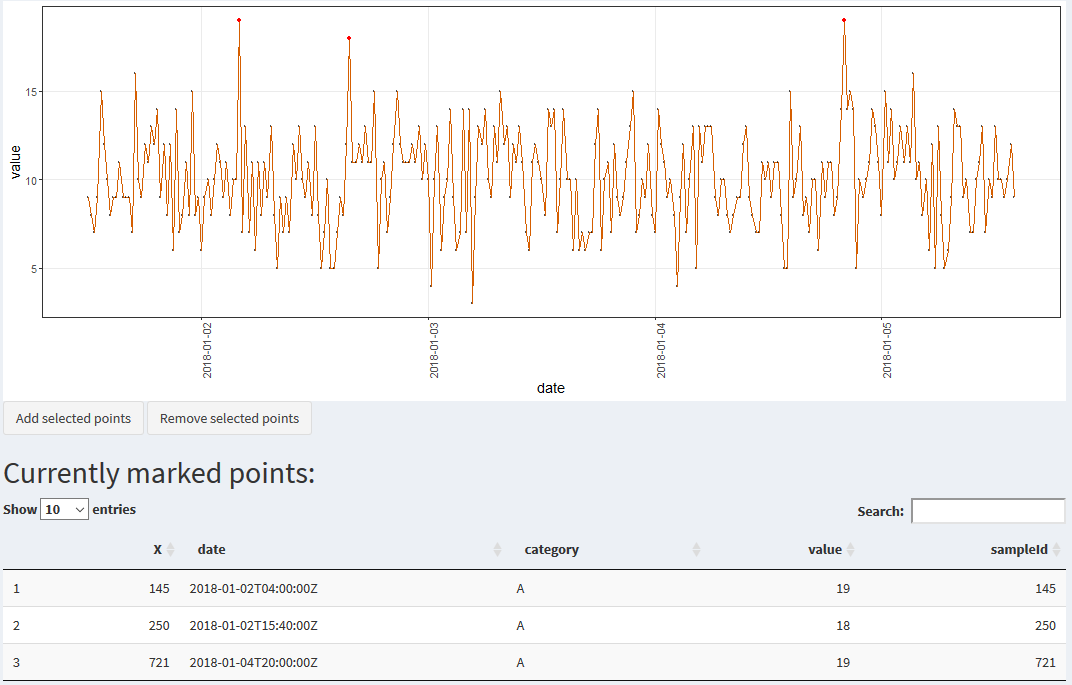 value
15
10
5
2018-01-02
2018-01-03
2018-01-04
2018-01-05
date
Add selected points Remove selected points
Currently marked points:
Show 10 entries Search:
X date category value sampleId
1 145 2018-01-02T04:00:00Z A 19 145
2 250 2018-01-02T15:40:00Z A 18 250
3 721 2018-01-04T20:00:00Z A 19 721